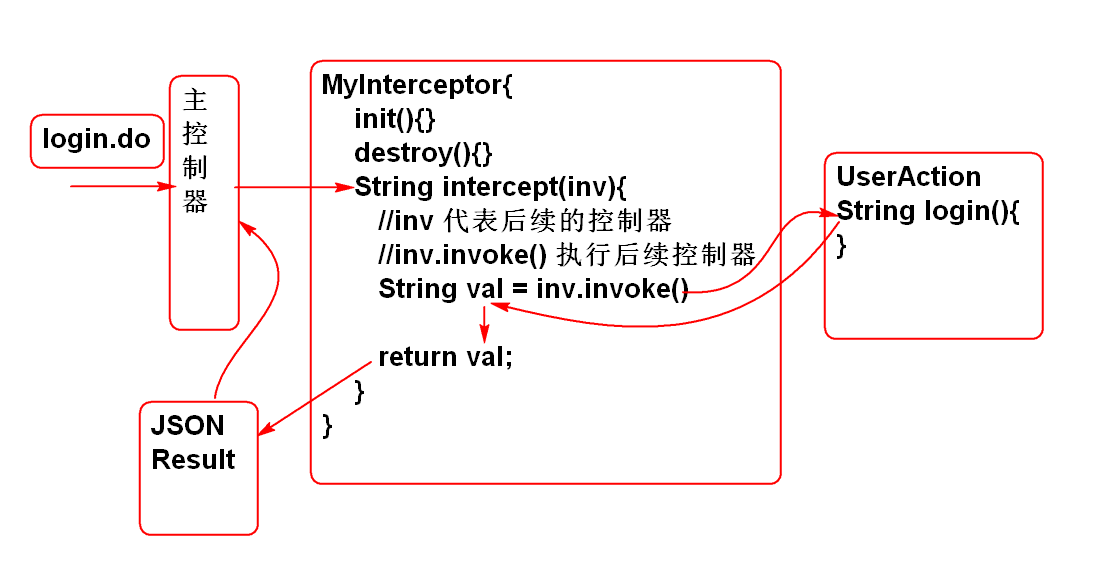 login.do
主
控
制
器
MyInterceptor{
init(){}
destroy(){}
String intercept(inv){
//inv 代表后续的控制器
//inv.invoke() 执行后续控制器
String val = inv.invoke()
return val;
}
}
UserAction
String login(){
}
JSON
Result